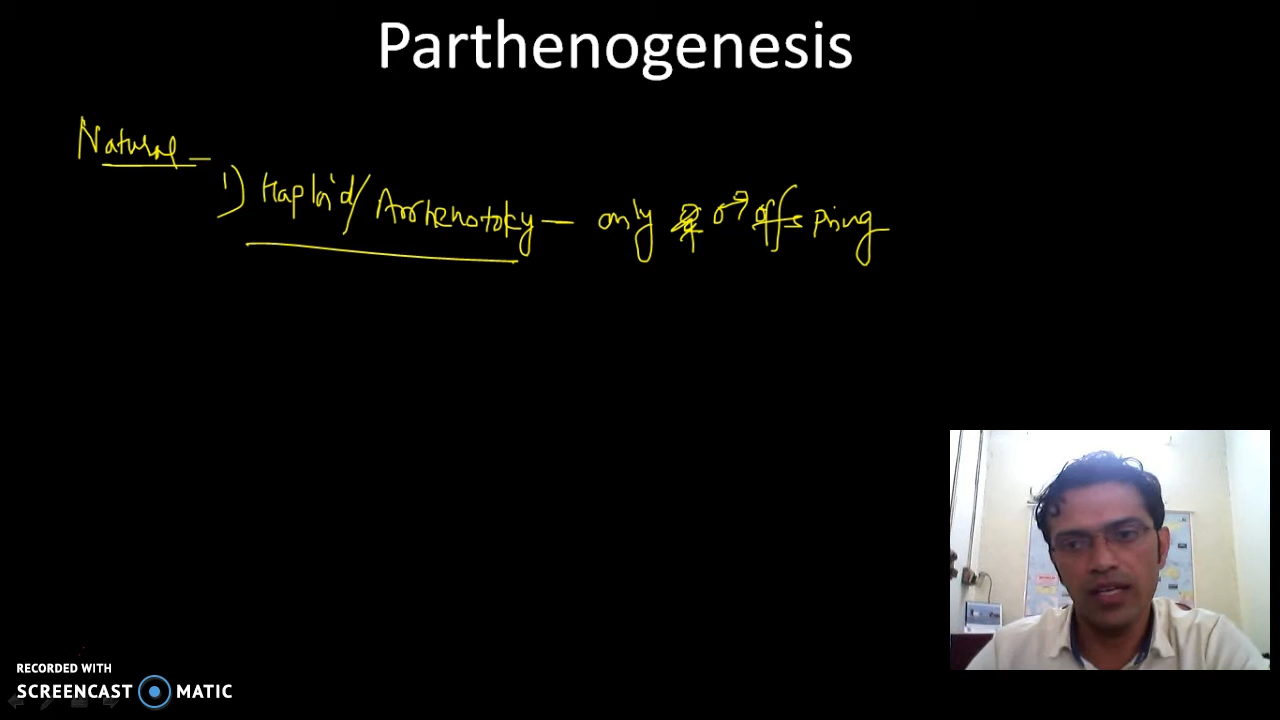 Parthenogenesis
Natural –
1) Haploid/Arrhenotoky – only ♂ offspring
RECORDED WITH
SCREENCAST MATIC